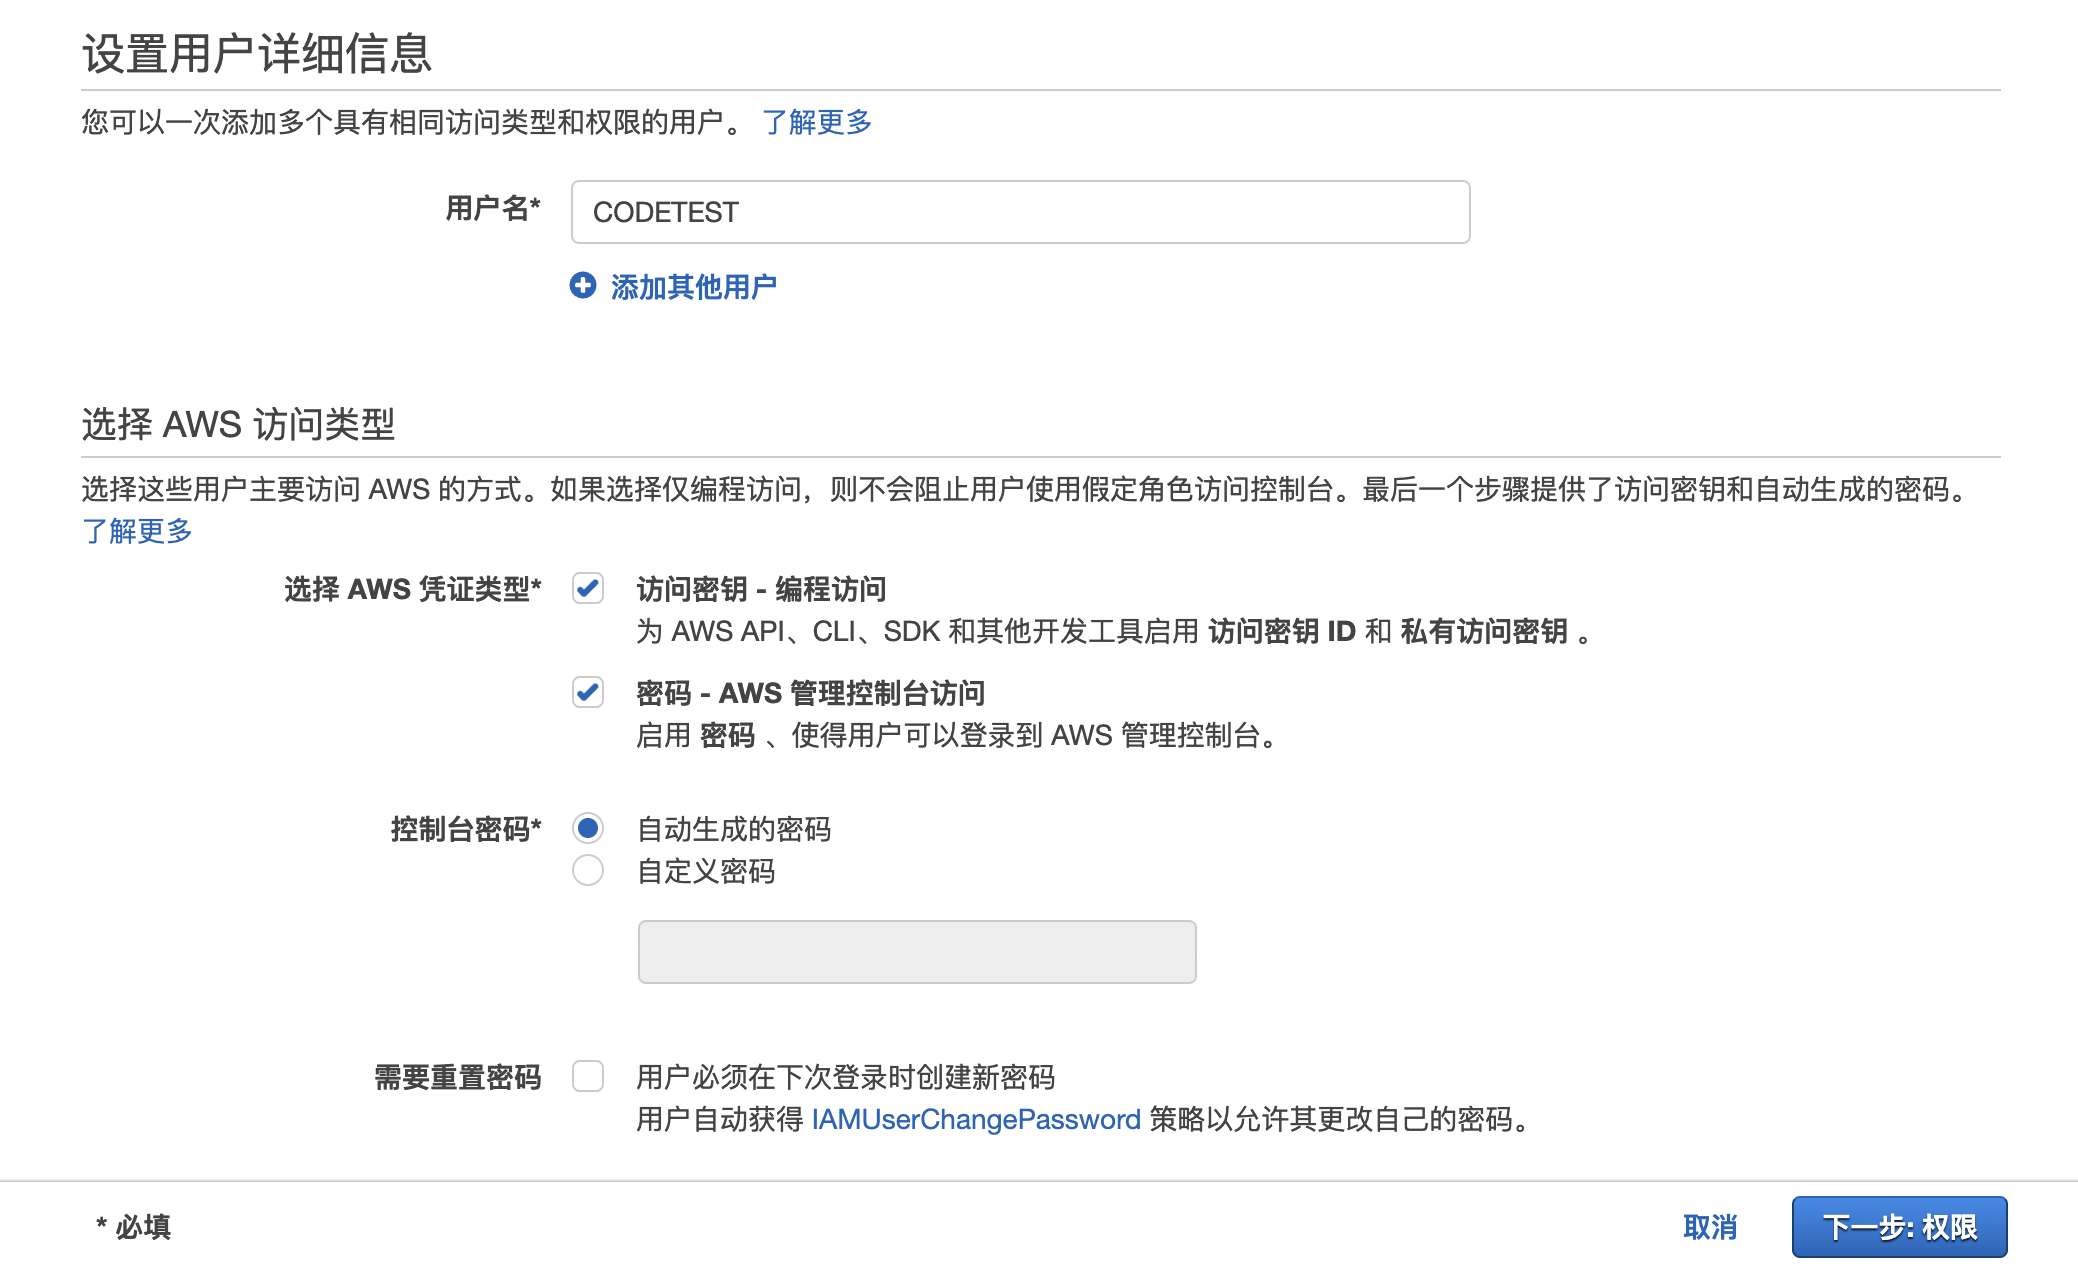 设置用户详细信息
您可以一次添加多个具有相同访问类型和权限的用户。 了解更多
用户名* CODETEST
添加其他用户
选择 AWS 访问类型
选择这些用户主要访问 AWS 的方式。如果选择仅编程访问，则不会阻止用户使用假定角色访问控制台。最后一个步骤提供了访问密钥和自动生成的密码。
了解更多
选择 AWS 凭证类型* 访问密钥 - 编程访问
为 AWS API、CLI、SDK 和其他开发工具启用 访问密钥 ID 和 私有访问密钥 。
密码 - AWS 管理控制台访问
启用 密码 、使得用户可以登录到 AWS 管理控制台。
控制台密码* 自动生成的密码
自定义密码
需要重置密码 用户必须在下次登录时创建新密码
用户自动获得 IAMUserChangePassword 策略以允许其更改自己的密码。
* 必填 取消 下一步: 权限